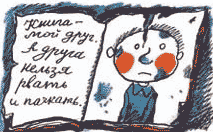 книга-
мой друг.
А друга
нельзя
рвать
и пачкать.